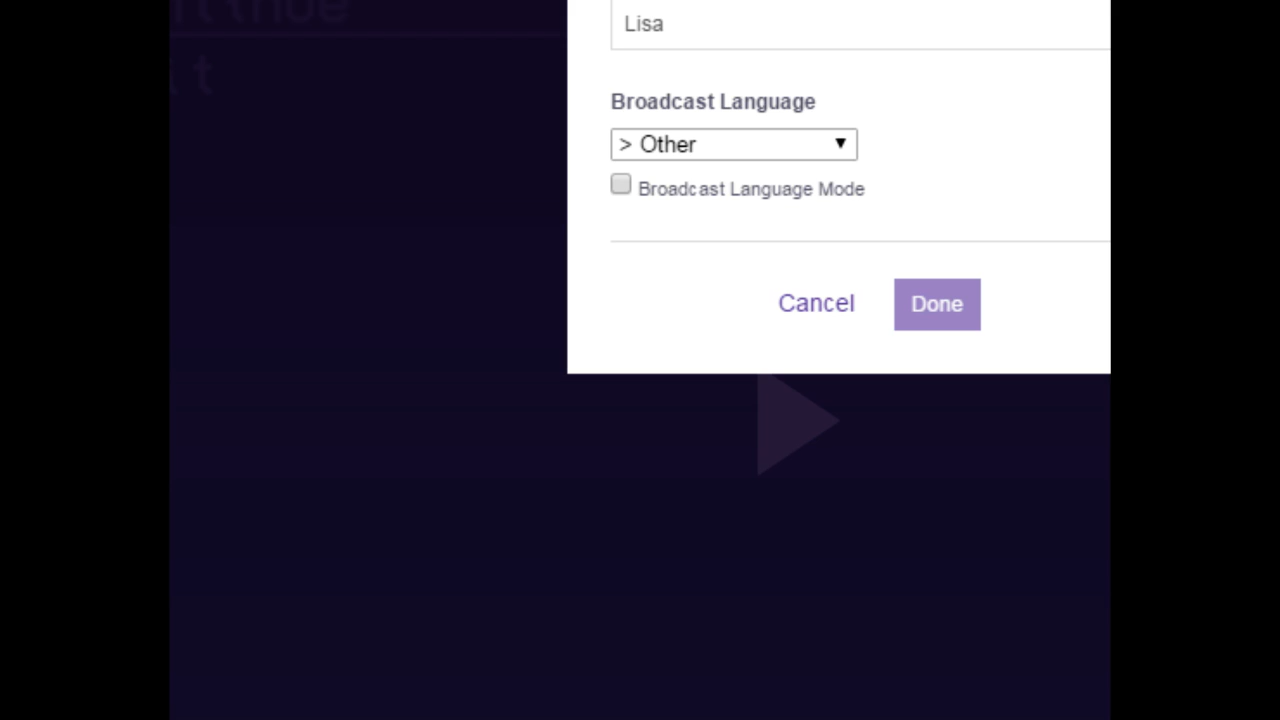 Lisa
Broadcast Language
> Other
Broadcast Language Mode
Cancel
Done